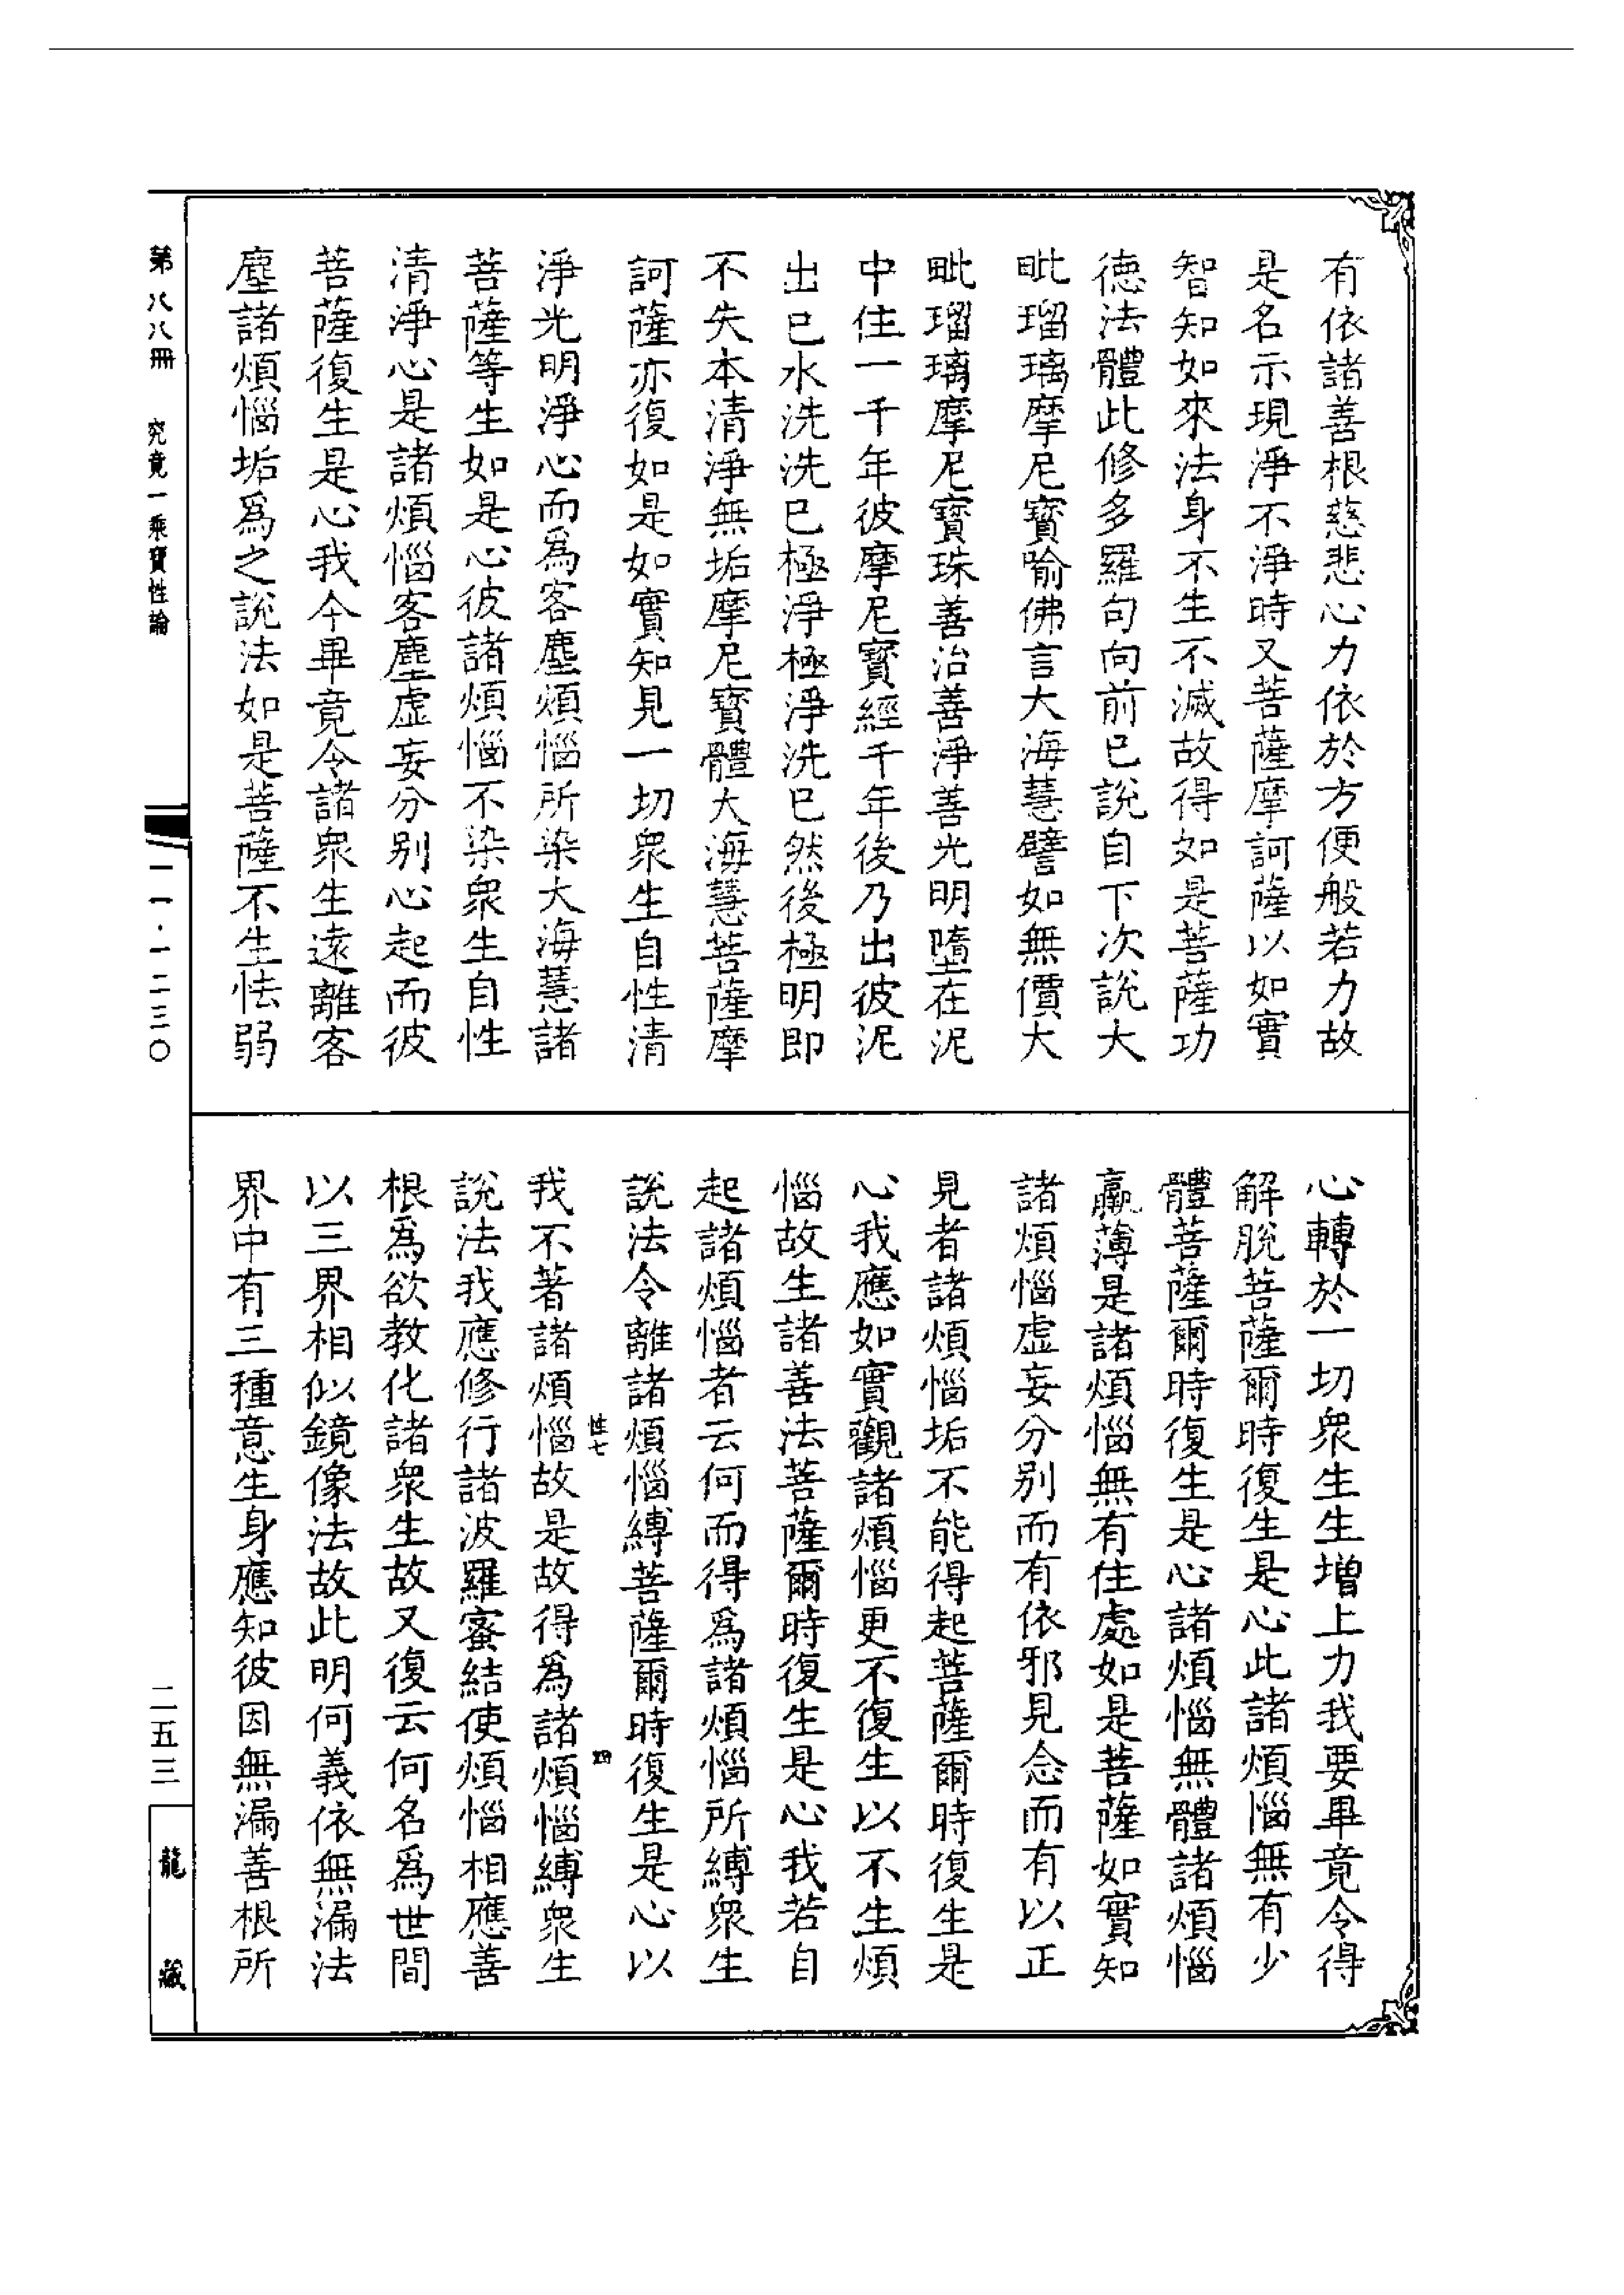 有依諸善根慈悲心力依於方便般若力故
是名示現淨不淨時又菩薩摩訶薩以如實
智知如來法身不生不滅故得如是菩薩功
德法體此修多羅句向前已說自下次說大
毗瑠璃摩尼寶喻佛言大海慧譬如無價大
毗瑠璃摩尼寶珠善治善淨善光明墮在泥
中住一千年彼摩尼寶經千年後乃出彼泥
出已水洗洗已極淨極淨洗已然後極明即
不失本清淨無垢摩尼寶體大海慧菩薩摩
訶薩亦復如是如實知見一切眾生自性清
淨光明淨心而爲客塵煩惱所染大海慧諸
菩薩等生如是心彼諸煩惱不染眾生自性
清淨心是諸煩惱客塵虛妄分別心起而彼
菩薩復生是心我今畢竟令諸眾生遠離客
塵諸煩惱垢爲之說法如是菩薩不生怯弱
心轉於一切眾生生增上力我要畢竟令得
解脫菩薩爾時復生是心此諸煩惱無有少
體菩薩爾時復生是心諸煩惱無體諸煩惱
羸薄是諸煩惱無有住處如是菩薩如實知
諸煩惱虛妄分別而有依邪見念而有以正
見者諸煩惱垢不能得起菩薩爾時復生是
心我應如實觀諸煩惱更不復生以不生煩
惱故生諸善法菩薩爾時復生是心我若自
起諸煩惱者云何而得爲諸煩惱所縛眾生
說法令離諸煩惱縛菩薩爾時復生是心以
性七
四
我不著諸煩惱故是故得爲諸煩惱縛眾生
說法我應修行諸波羅蜜結使煩惱相應善
根爲欲教化諸眾生故又復云何名爲世間
以三界相似鏡像法故此明何義依無漏法
界中有三種意生身應知彼因無漏善根所
第八八冊 究竟一乘寶性論
一一·一二三〇
二五三
龍藏